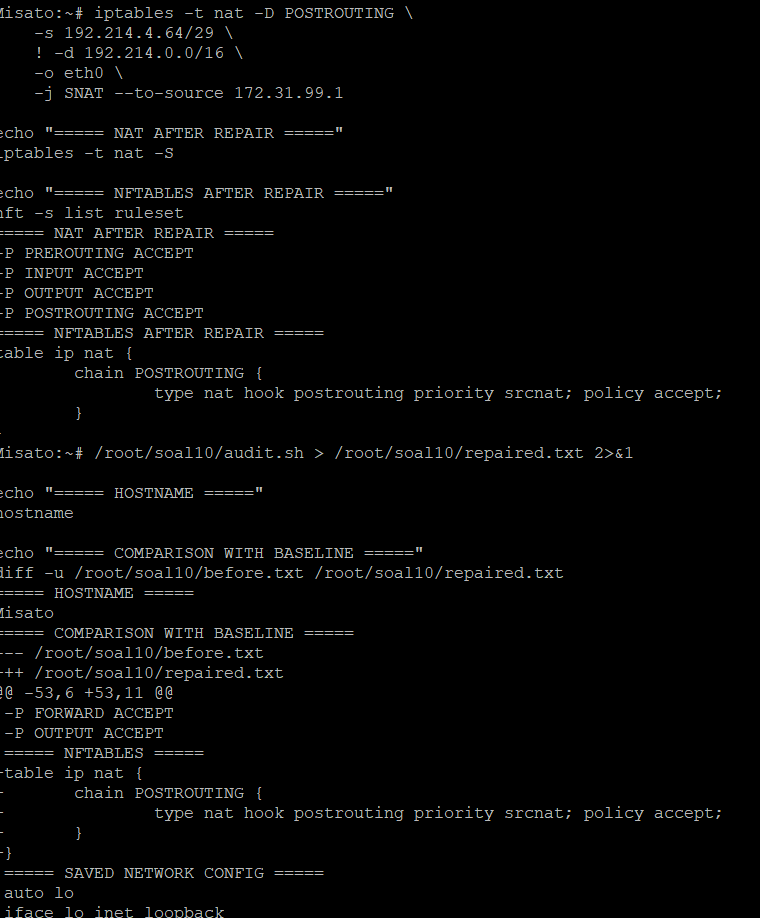 Misato:~# iptables -t nat -D POSTROUTING \
    -s 192.214.4.64/29 \
    ! -d 192.214.0.0/16 \
    -o eth0 \
    -j SNAT --to-source 172.31.99.1

echo "===== NAT AFTER REPAIR ====="
iptables -t nat -S

echo "===== NFTABLES AFTER REPAIR ====="
nft -s list ruleset
===== NAT AFTER REPAIR =====
-P PREROUTING ACCEPT
-P INPUT ACCEPT
-P OUTPUT ACCEPT
-P POSTROUTING ACCEPT
===== NFTABLES AFTER REPAIR =====
table ip nat {
        chain POSTROUTING {
                type nat hook postrouting priority srcnat; policy accept;
        }
}
Misato:~# /root/soal10/audit.sh > /root/soal10/repaired.txt 2>&1

echo "===== HOSTNAME ====="
hostname

echo "===== COMPARISON WITH BASELINE ====="
diff -u /root/soal10/before.txt /root/soal10/repaired.txt
===== HOSTNAME =====
Misato
===== COMPARISON WITH BASELINE =====
--- /root/soal10/before.txt
+++ /root/soal10/repaired.txt
@@ -53,6 +53,11 @@
 -P FORWARD ACCEPT
 -P OUTPUT ACCEPT
 ===== NFTABLES =====
+table ip nat {
+       chain POSTROUTING {
+               type nat hook postrouting priority srcnat; policy accept;
+       }
+}
 ===== SAVED NETWORK CONFIG =====
 auto lo
 iface lo inet loopback